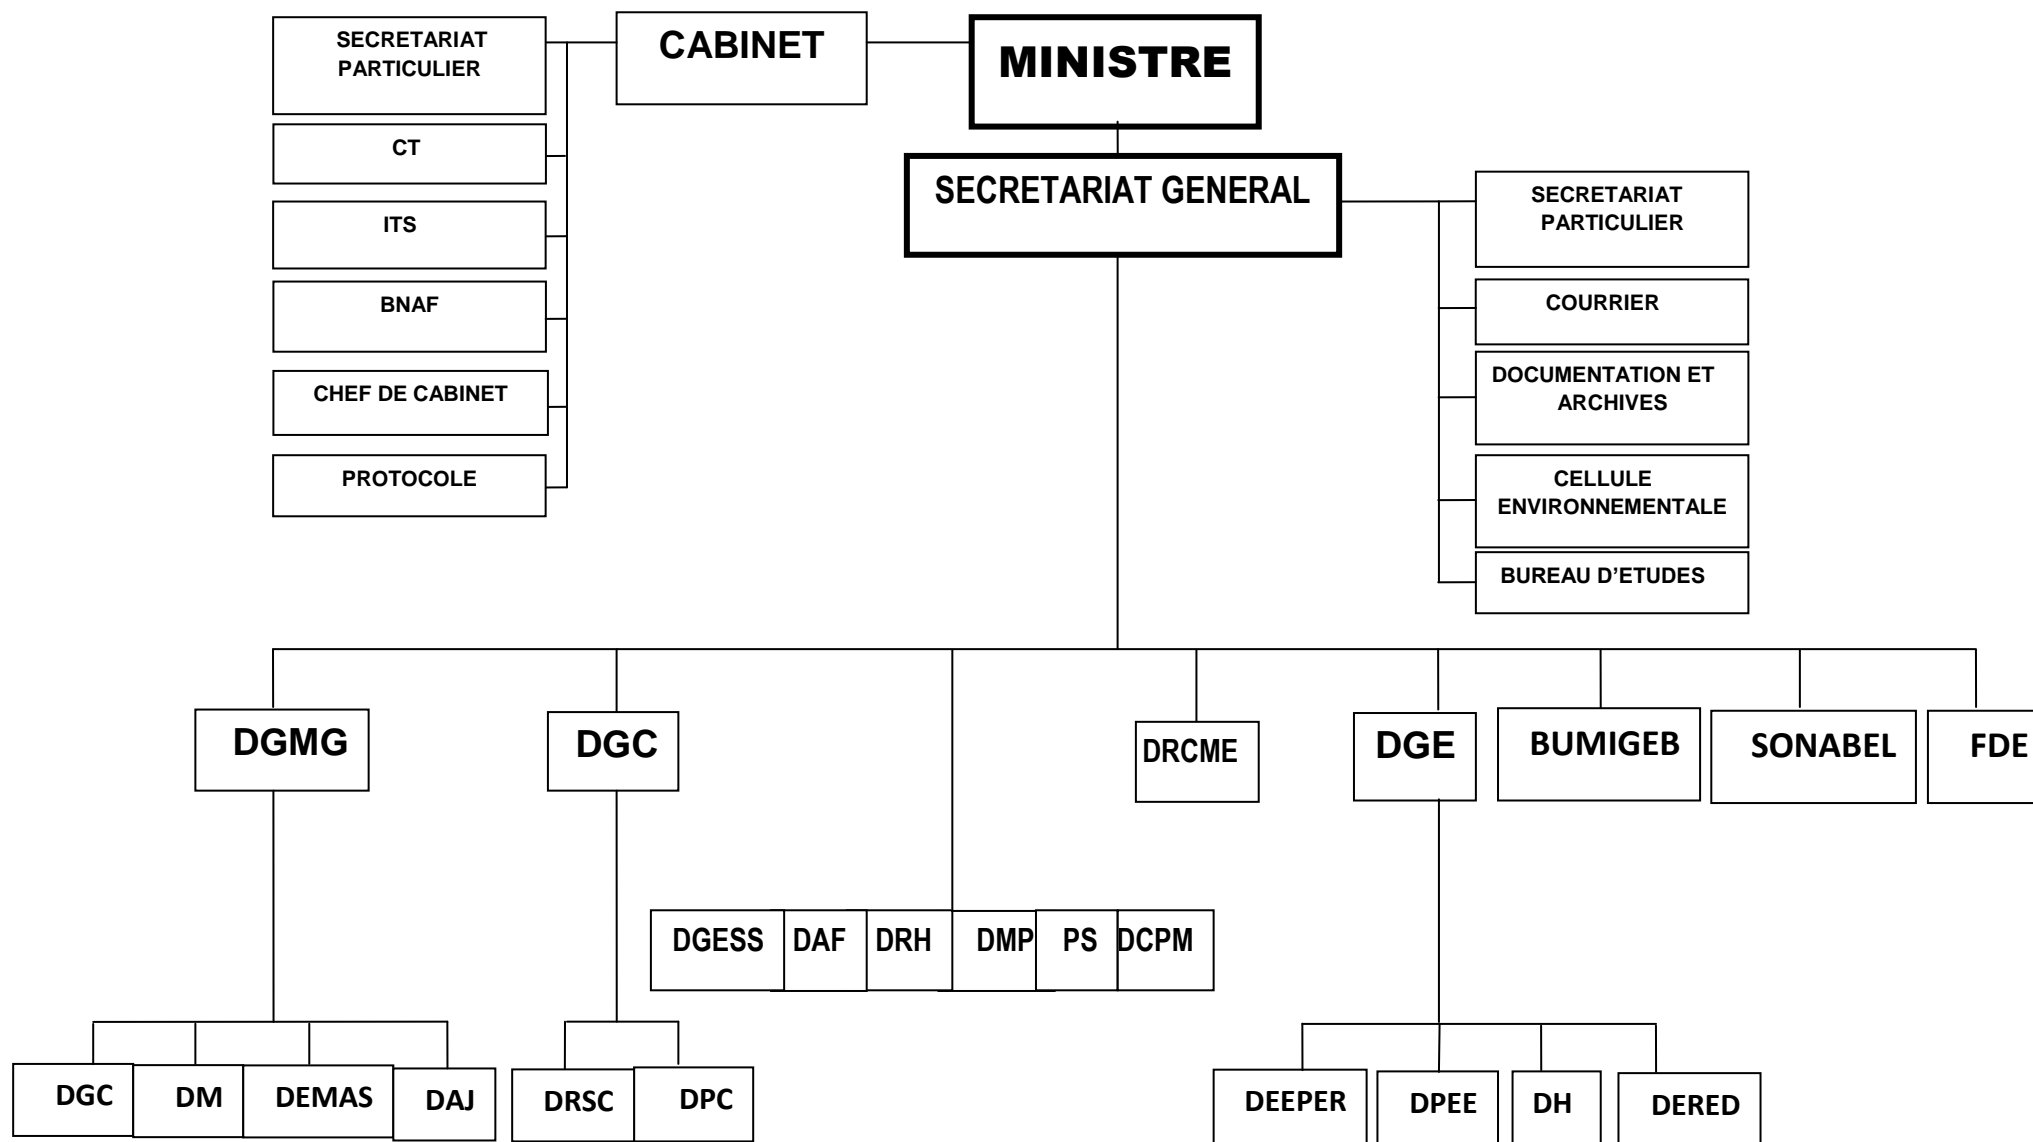 SECRETARIAT
PARTICULIER
CABINET
MINISTRE
CT
ITS
BNAF
CHEF DE CABINET
PROTOCOLE
SECRETARIAT GENERAL
SECRETARIAT
PARTICULIER
COURRIER
DOCUMENTATION ET
ARCHIVES
CELLULE
ENVIRONNEMENTALE
BUREAU D’ETUDES
DGMG
DGC
DRCME
DGE
BUMIGEB
SONABEL
FDE
DGESS
DAF
DRH
DMP
PS
DCPM
DGC
DM
DEMAS
DAJ
DRSC
DPC
DEEPER
DPEE
DH
DERED